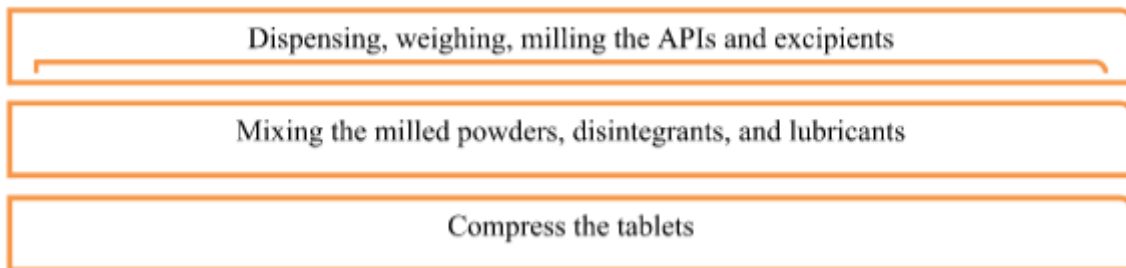 Dispensing, weighing, milling the APIs and excipients
Mixing the milled powders, disintegrants, and lubricants
Compress the tablets